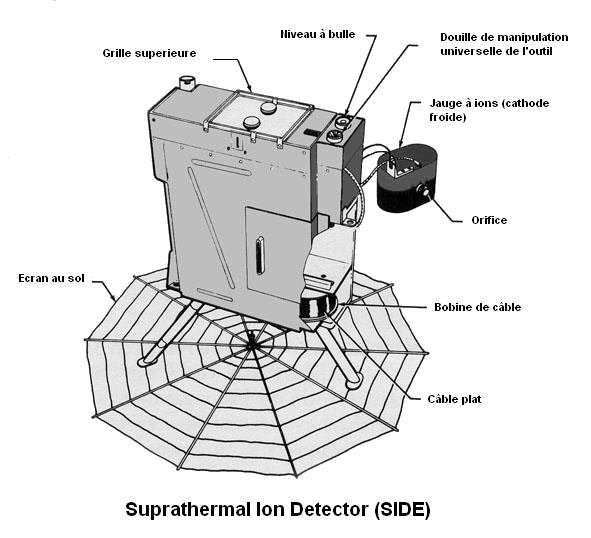 Niveau à bulle
Douille de manipulation
universelle de l'outil
Grille superieure
Jauge à ions (cathode
froide)
Orifice
Ecran au sol
Bobine de câble
Câble plat
Suprathermal Ion Detector (SIDE)